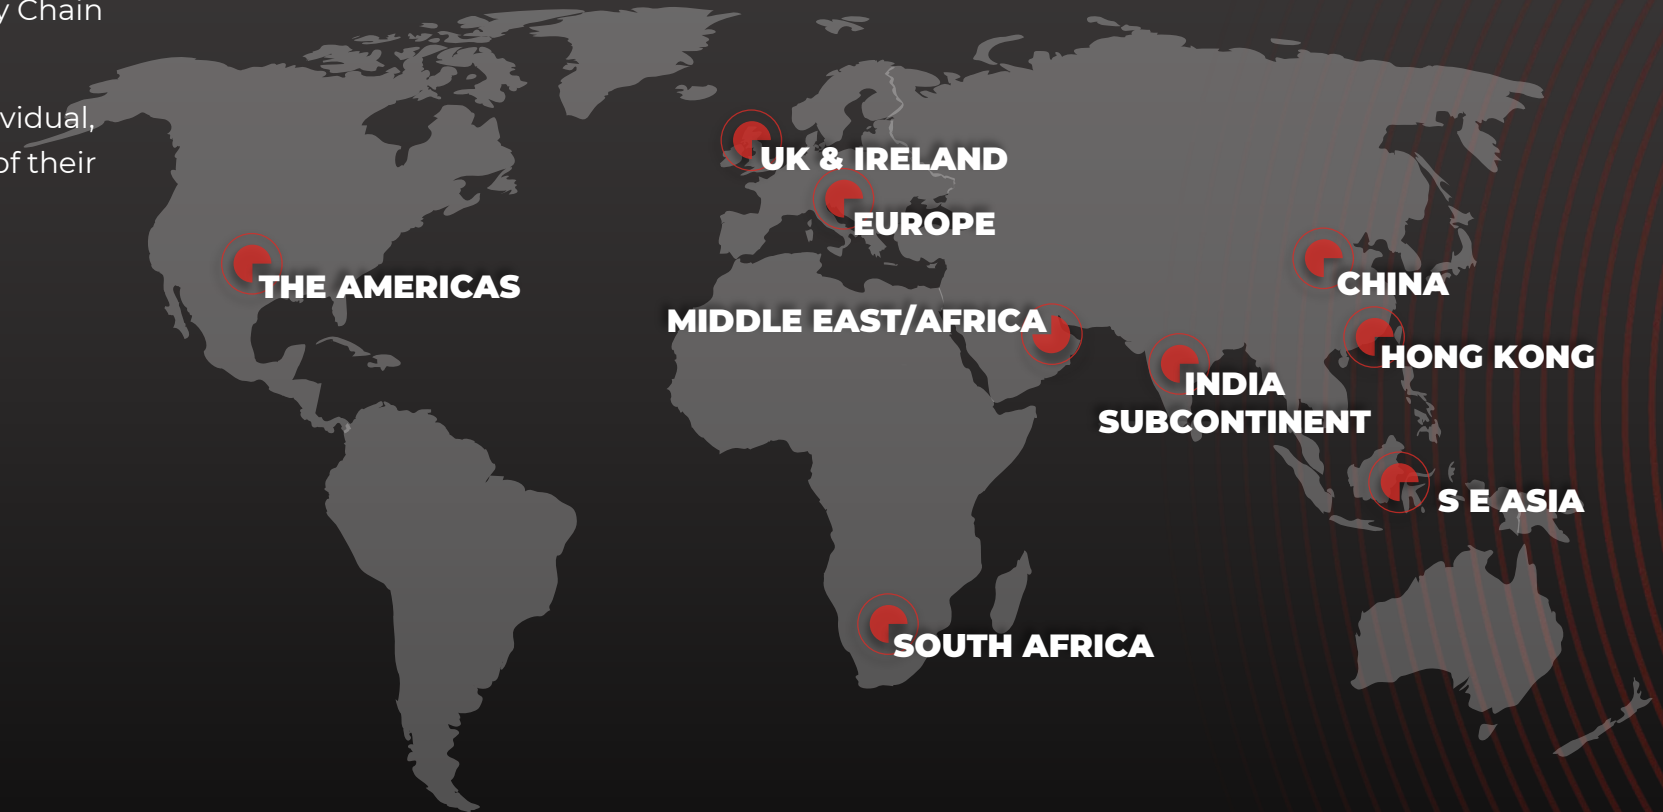 y Chain
vidual,
of their
UK & IRELAND
EUROPE
THE AMERICAS
CHINA
MIDDLE EAST/AFRICA
HONG KONG
INDIA
SUBCONTINENT
S E ASIA
SOUTH AFRICA